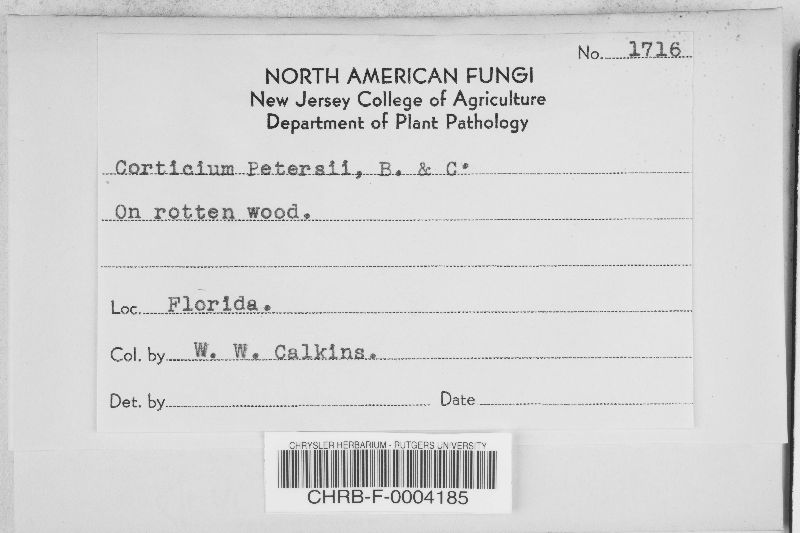 No. 1716
NORTH AMERICAN FUNGI
New Jersey College of Agriculture
Department of Plant Pathology
Corticium Petersii, B. & C.
On rotten wood.
Loc. Florida.
Col. by W. W. Calkins.
Det. by
Date
CHRYSLER HERBARIUM - RUTGERS UNIVERSITY
CHRB-F-0004185